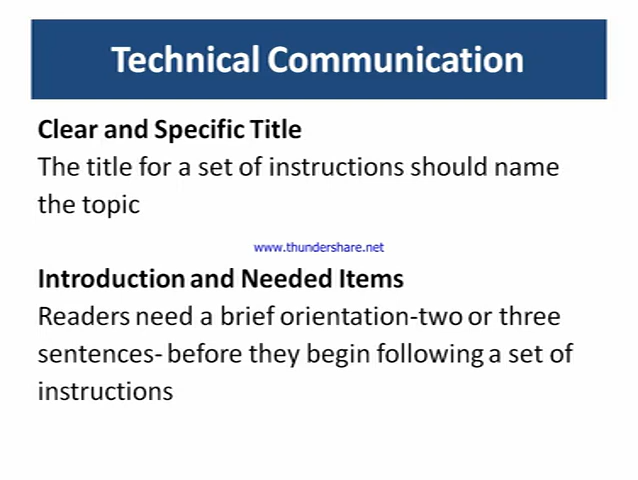 Technical Communication
Clear and Specific Title
The title for a set of instructions should name
the topic
www.thundershare.net
Introduction and Needed Items
Readers need a brief orientation-two or three
sentences- before they begin following a set of
instructions